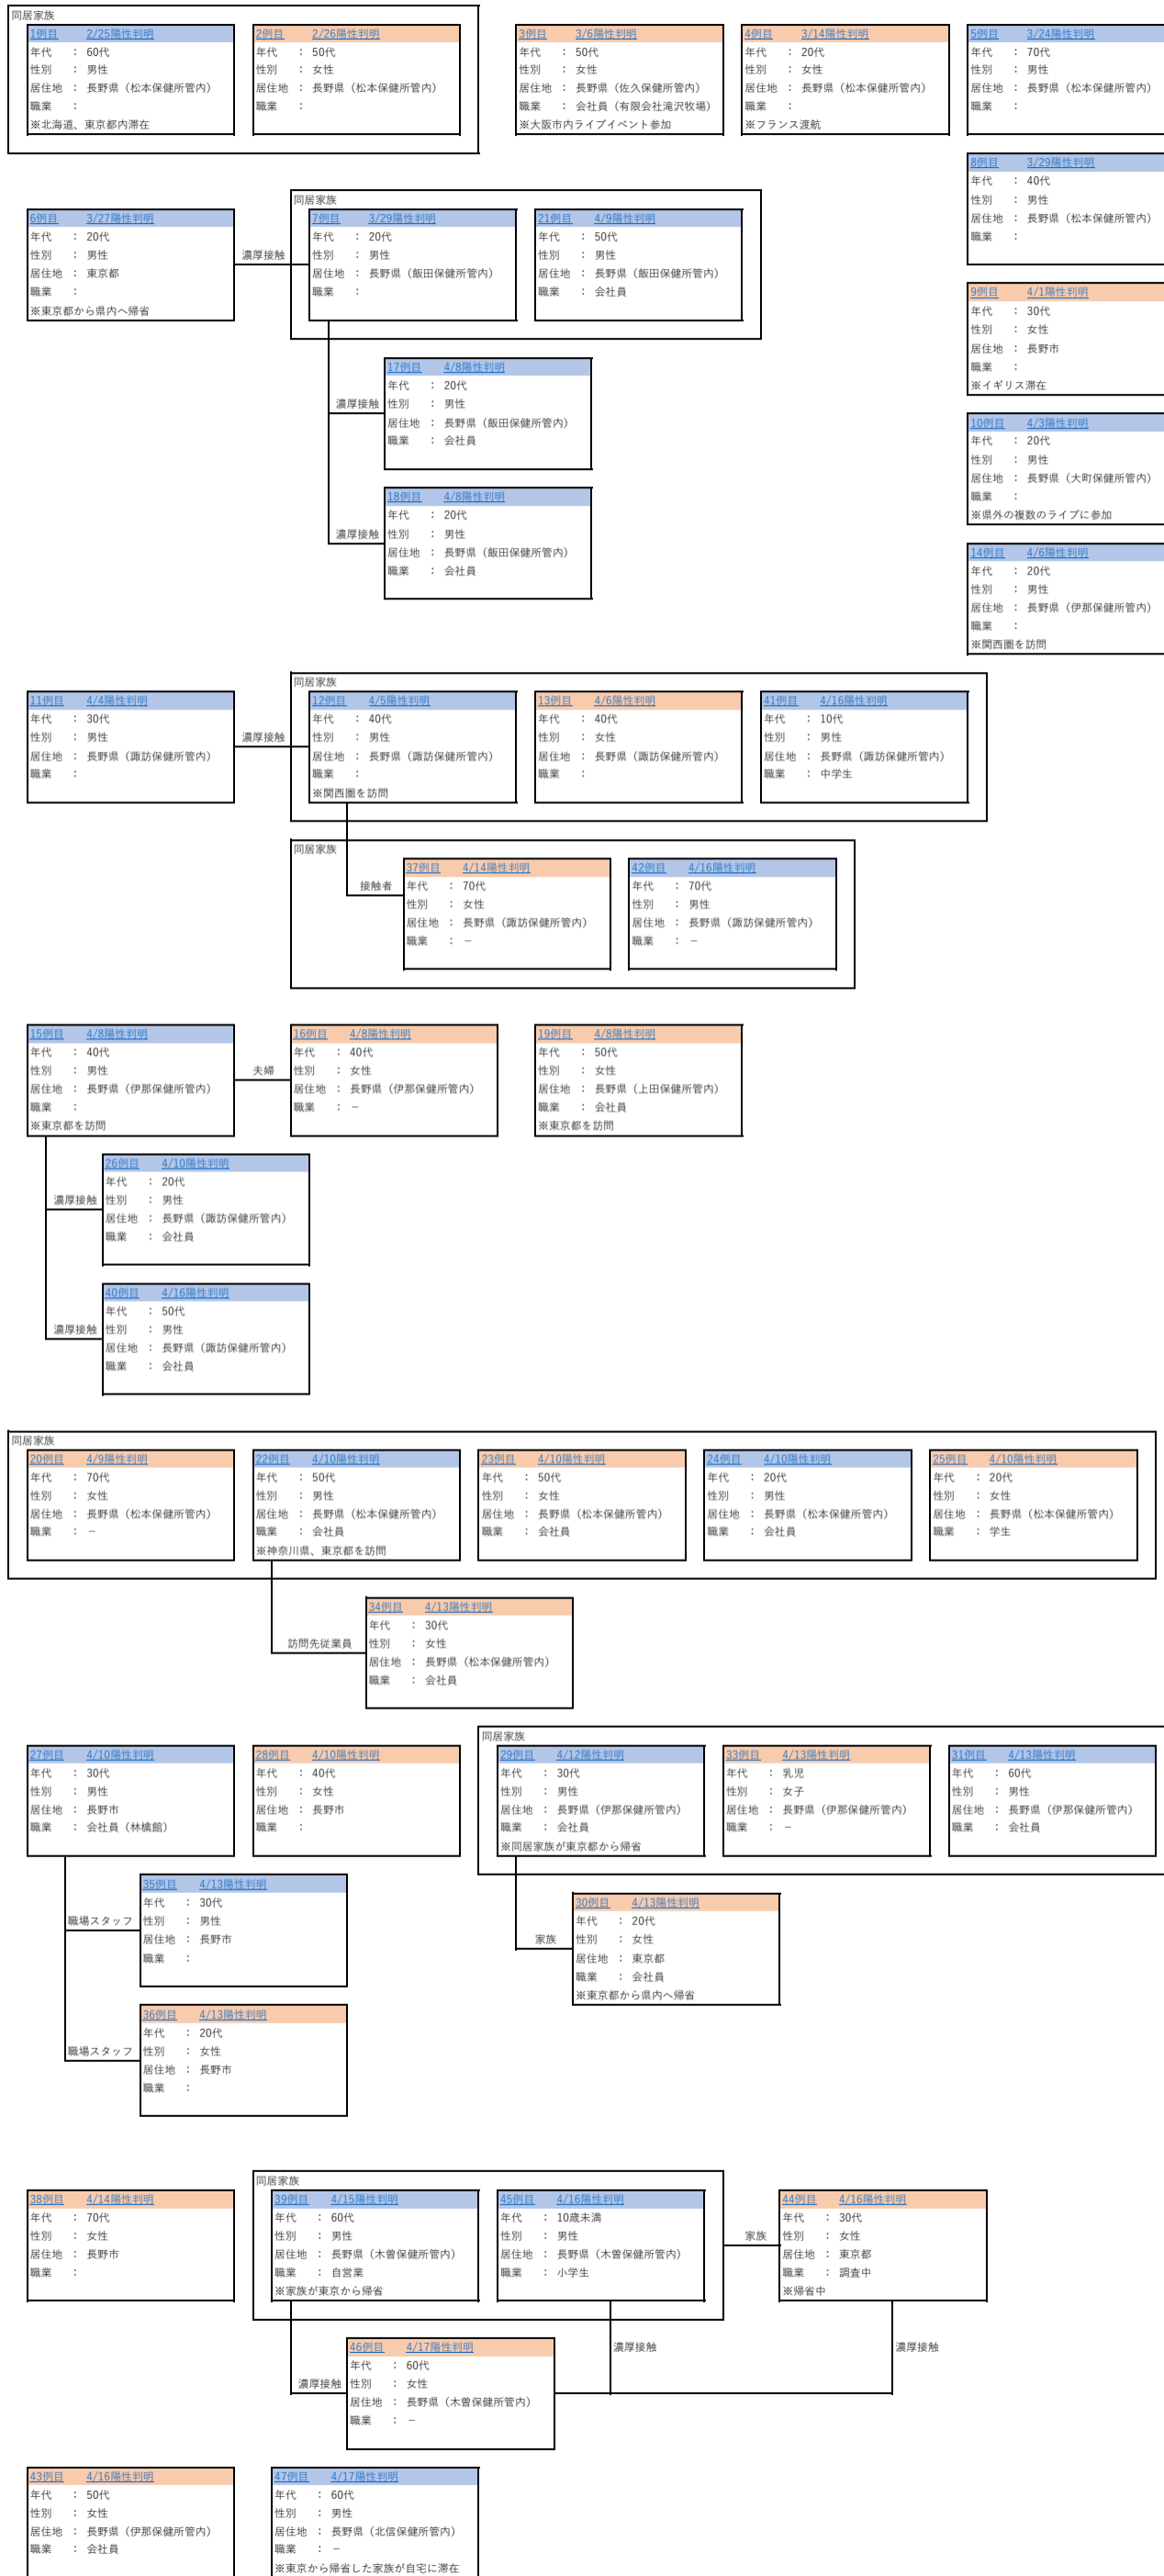 同居家族
1例目 2/25陽性判明
年代 ： 60代
性別 ： 男性
居住地 ： 長野県（松本保健所管内）
職業 ：
※北海道、東京都内滞在
2例目 2/26陽性判明
年代 ： 50代
性別 ： 女性
居住地 ： 長野県（松本保健所管内）
職業 ：
3例目 3/6陽性判明
年代 ： 50代
性別 ： 女性
居住地 ： 長野県（佐久保健所管内）
職業 ： 会社員（有限会社滝沢牧場）
※大阪市内ライブイベント参加
4例目 3/14陽性判明
年代 ： 20代
性別 ： 女性
居住地 ： 長野県（松本保健所管内）
職業 ：
※フランス渡航
5例目 3/24陽性判明
年代 ： 70代
性別 ： 男性
居住地 ： 長野県（松本保健所管内）
職業 ：
8例目 3/29陽性判明
年代 ： 40代
性別 ： 男性
居住地 ： 長野県（松本保健所管内）
職業 ：
6例目 3/27陽性判明
年代 ： 20代
性別 ： 男性
居住地 ： 東京都
職業 ：
※東京都から県内へ帰省
濃厚接触
同居家族
7例目 3/29陽性判明
年代 ： 20代
性別 ： 男性
居住地 ： 長野県（飯田保健所管内）
職業 ：
21例目 4/9陽性判明
年代 ： 50代
性別 ： 男性
居住地 ： 長野県（飯田保健所管内）
職業 ： 会社員
9例目 4/1陽性判明
年代 ： 30代
性別 ： 女性
居住地 ： 長野市
職業 ：
※イギリス滞在
17例目 4/8陽性判明
年代 ： 20代
濃厚接触
性別 ： 男性
居住地 ： 長野県（飯田保健所管内）
職業 ： 会社員
10例目 4/3陽性判明
年代 ： 20代
性別 ： 男性
居住地 ： 長野県（大町保健所管内）
職業 ：
※県外の複数のライブに参加
18例目 4/8陽性判明
年代 ： 20代
濃厚接触
性別 ： 男性
居住地 ： 長野県（飯田保健所管内）
職業 ： 会社員
14例目 4/6陽性判明
年代 ： 20代
性別 ： 男性
居住地 ： 長野県（伊那保健所管内）
職業 ：
※関西圏を訪問
11例目 4/4陽性判明
年代 ： 30代
性別 ： 男性
居住地 ： 長野県（諏訪保健所管内）
職業 ：
濃厚接触
同居家族
12例目 4/5陽性判明
年代 ： 40代
性別 ： 男性
居住地 ： 長野県（諏訪保健所管内）
職業 ：
※関西圏を訪問
13例目 4/6陽性判明
年代 ： 40代
性別 ： 女性
居住地 ： 長野県（諏訪保健所管内）
職業 ：
41例目 4/16陽性判明
年代 ： 10代
性別 ： 男性
居住地 ： 長野県（諏訪保健所管内）
職業 ： 中学生
同居家族
接触者
37例目 4/14陽性判明
年代 ： 70代
性別 ： 女性
居住地 ： 長野県（諏訪保健所管内）
職業 ： －
42例目 4/16陽性判明
年代 ： 70代
性別 ： 男性
居住地 ： 長野県（諏訪保健所管内）
職業 ： －
15例目 4/8陽性判明
年代 ： 40代
性別 ： 男性
居住地 ： 長野県（伊那保健所管内）
職業 ：
※東京都を訪問
夫婦
16例目 4/8陽性判明
年代 ： 40代
性別 ： 女性
居住地 ： 長野県（伊那保健所管内）
職業 ： －
19例目 4/8陽性判明
年代 ： 50代
性別 ： 女性
居住地 ： 長野県（上田保健所管内）
職業 ： 会社員
※東京都を訪問
26例目 4/10陽性判明
年代 ： 20代
濃厚接触
性別 ： 男性
居住地 ： 長野県（諏訪保健所管内）
職業 ： 会社員
40例目 4/16陽性判明
年代 ： 50代
濃厚接触
性別 ： 男性
居住地 ： 長野県（諏訪保健所管内）
職業 ： 会社員
同居家族
20例目 4/9陽性判明
年代 ： 70代
性別 ： 女性
居住地 ： 長野県（松本保健所管内）
職業 ： －
22例目 4/10陽性判明
年代 ： 50代
性別 ： 男性
居住地 ： 長野県（松本保健所管内）
職業 ： 会社員
※神奈川県、東京都を訪問
23例目 4/10陽性判明
年代 ： 50代
性別 ： 女性
居住地 ： 長野県（松本保健所管内）
職業 ： 会社員
24例目 4/10陽性判明
年代 ： 20代
性別 ： 男性
居住地 ： 長野県（松本保健所管内）
職業 ： 会社員
25例目 4/10陽性判明
年代 ： 20代
性別 ： 女性
居住地 ： 長野県（松本保健所管内）
職業 ： 学生
34例目 4/13陽性判明
年代 ： 30代
訪問先従業員
性別 ： 女性
居住地 ： 長野県（松本保健所管内）
職業 ： 会社員
27例目 4/10陽性判明
年代 ： 30代
性別 ： 男性
居住地 ： 長野市
職業 ： 会社員（林檎館）
28例目 4/10陽性判明
年代 ： 40代
性別 ： 女性
居住地 ： 長野市
職業 ：
同居家族
29例目 4/12陽性判明
年代 ： 30代
性別 ： 男性
居住地 ： 長野県（伊那保健所管内）
職業 ： 会社員
※同居家族が東京都から帰省
33例目 4/13陽性判明
年代 ： 乳児
性別 ： 女子
居住地 ： 長野県（伊那保健所管内）
職業 ： －
31例目 4/13陽性判明
年代 ： 60代
性別 ： 男性
居住地 ： 長野県（伊那保健所管内）
職業 ： 会社員
35例目 4/13陽性判明
年代 ： 30代
職場スタッフ
性別 ： 男性
居住地 ： 長野市
職業 ：
30例目 4/13陽性判明
年代 ： 20代
家族
性別 ： 女性
居住地 ： 東京都
職業 ： 会社員
※東京都から県内へ帰省
36例目 4/13陽性判明
年代 ： 20代
職場スタッフ
性別 ： 女性
居住地 ： 長野市
職業 ：
38例目 4/14陽性判明
年代 ： 70代
性別 ： 女性
居住地 ： 長野市
職業 ：
同居家族
39例目 4/15陽性判明
年代 ： 60代
性別 ： 男性
居住地 ： 長野県（木曽保健所管内）
職業 ： 自営業
※家族が東京から帰省
45例目 4/16陽性判明
年代 ： 10歳未満
性別 ： 男性
居住地 ： 長野県（木曽保健所管内）
職業 ： 小学生
家族
44例目 4/16陽性判明
年代 ： 30代
性別 ： 女性
居住地 ： 東京都
職業 ： 調査中
※帰省中
46例目 4/17陽性判明
年代 ： 60代
濃厚接触
性別 ： 女性
居住地 ： 長野県（木曽保健所管内）
職業 ： －
濃厚接触
濃厚接触
43例目 4/16陽性判明
年代 ： 50代
性別 ： 女性
居住地 ： 長野県（伊那保健所管内）
職業 ： 会社員
47例目 4/17陽性判明
年代 ： 60代
性別 ： 男性
居住地 ： 長野県（北信保健所管内）
職業 ： －
※東京から帰省した家族が自宅に滞在